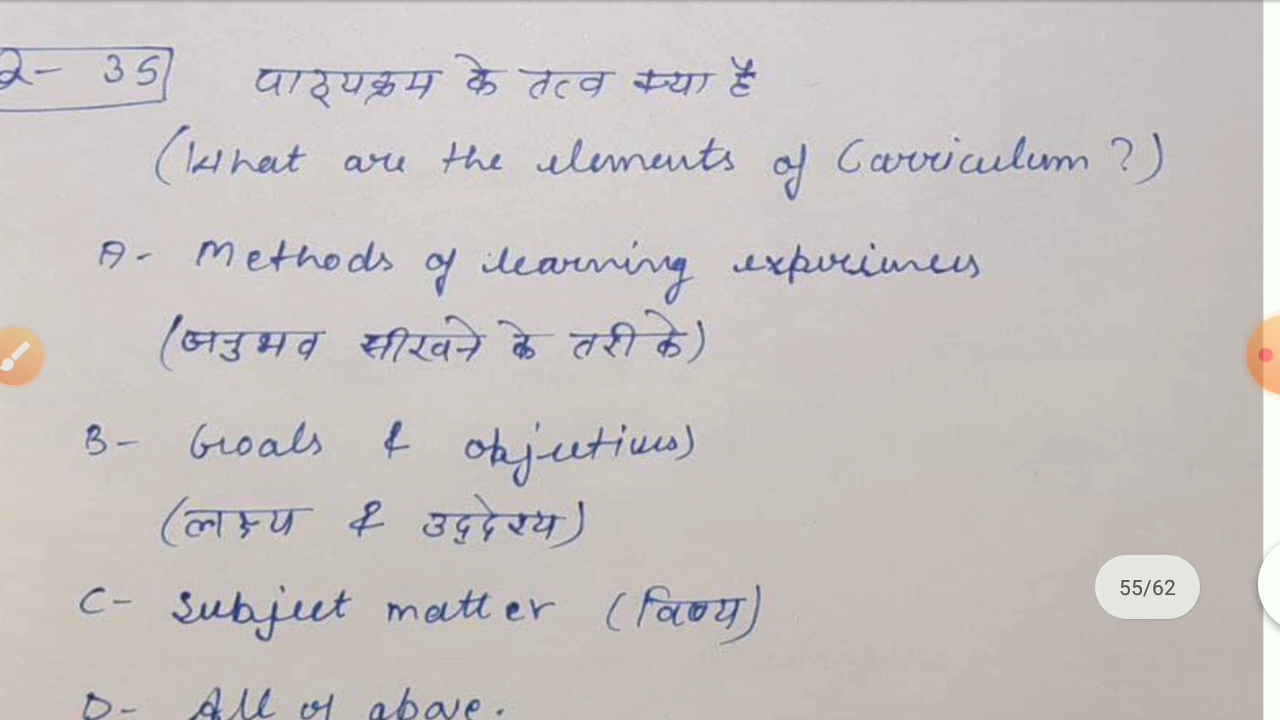 Q- 35 पाठ्यक्रम के तत्व क्या है
(What are the elements of Carriculum ?)
A- Methods of learning experiences
(अनुभव सीखने के तरीके)
B- Goals & objectives)
(लक्ष्य & उद्देश्य)
C- Subject matter (विषय)
55/62
D- All of above.